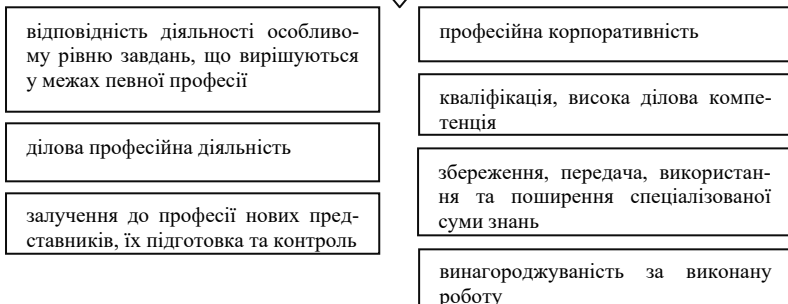 відповідність діяльності особливо-
му рівню завдань, що вирішуються
у межах певної професії
ділова професійна діяльність
залучення до професії нових пред-
ставників, їх підготовка та контроль
професійна корпоративність
кваліфікація, висока ділова компе-
тенція
збереження, передача, використан-
ня та поширення спеціалізованої
суми знань
винагороджуваність за виконану
роботу